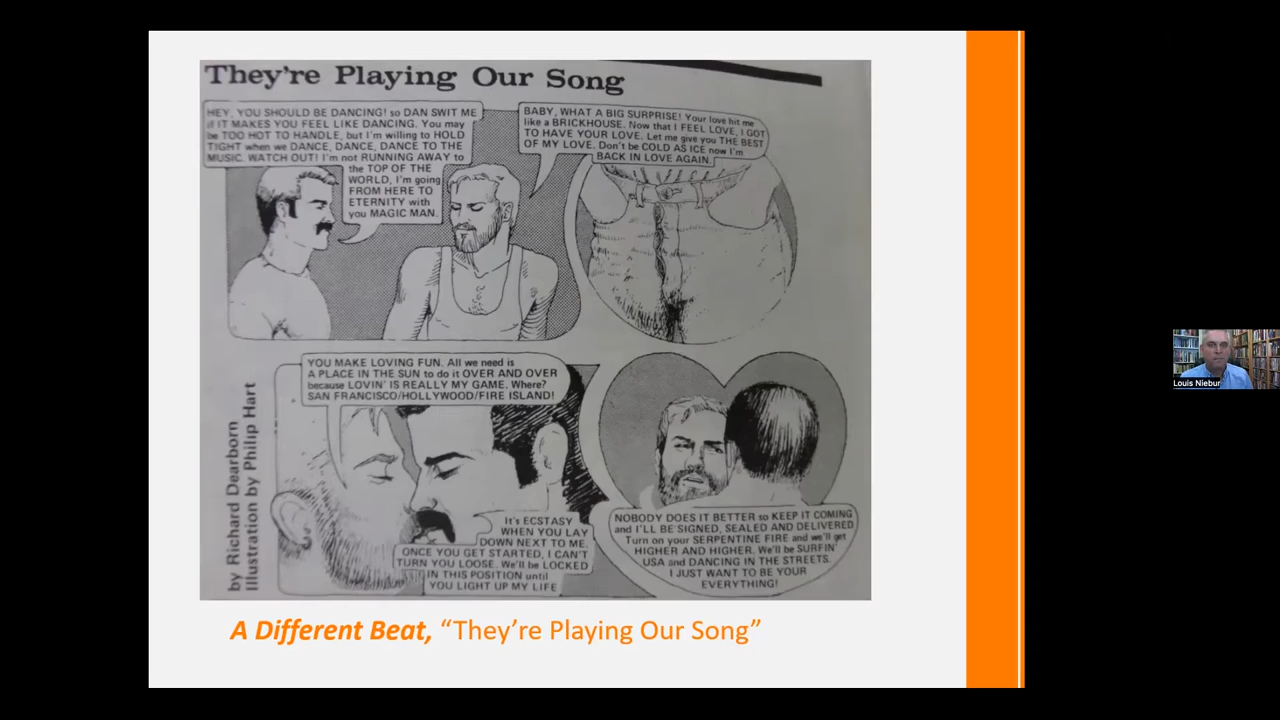 They're Playing Our Song
HEY, YOU SHOULD BE DANCING! so DAN SWIT ME
if IT MAKES YOU FEEL LIKE DANCING. You may
be TOO HOT TO HANDLE, but I'm willing to HOLD
TIGHT when we DANCE, DANCE, DANCE TO THE
MUSIC. WATCH OUT! I'm not RUNNING AWAY to
the TOP OF THE
WORLD, I'm going
FROM HERE TO
ETERNITY with
you MAGIC MAN.
BABY, WHAT A BIG SURPRISE! Your love hit me
like a BRICKHOUSE. Now that I FEEL LOVE, I GOT
TO HAVE YOUR LOVE. Let me give you THE BEST
OF MY LOVE. Don't be COLD AS ICE now I'm
BACK IN LOVE AGAIN.
YOU MAKE LOVING FUN. All we need is
A PLACE IN THE SUN to do it OVER AND OVER
because LOVIN' IS REALLY MY GAME. Where?
SAN FRANCISCO/HOLLYWOOD/FIRE ISLAND!
It's ECSTASY
WHEN YOU LAY
DOWN NEXT TO ME.
ONCE YOU GET STARTED, I CAN'T
TURN YOU LOOSE. We'll be LOCKED
IN THIS POSITION until
YOU LIGHT UP MY LIFE
NOBODY DOES IT BETTER so KEEP IT COMING
and I'LL BE SIGNED, SEALED AND DELIVERED
Turn on your SERPENTINE FIRE and we'll get
HIGHER AND HIGHER. We'll be SURFIN'
USA and DANCING IN THE STREETS.
I JUST WANT TO BE YOUR
EVERYTHING!
by Richard Dearborn
Illustration by Philip Hart
A Different Beat, "They're Playing Our Song"
Louis Niebur